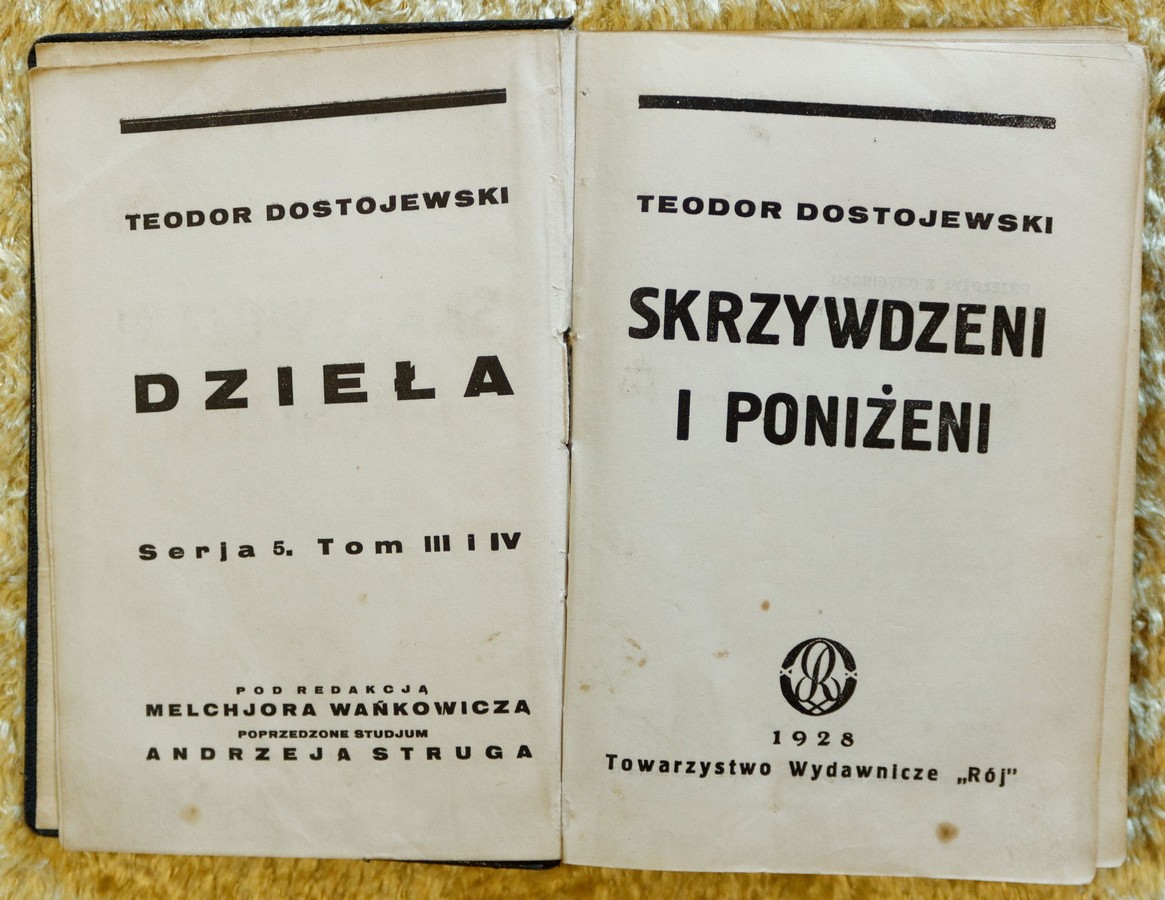 TEODOR DOSTOJEWSKI
DZIEŁA
Serja 5. Tom III i IV
POD REDAKCJĄ
MELCHJORA WAŃKOWICZA
POPRZEDZONE STUDJUM
ANDRZEJA STRUGA
TEODOR DOSTOJEWSKI
SKRZYWDZENI
I PONIŻENI
1928
Towarzystwo Wydawnicze „Rój”